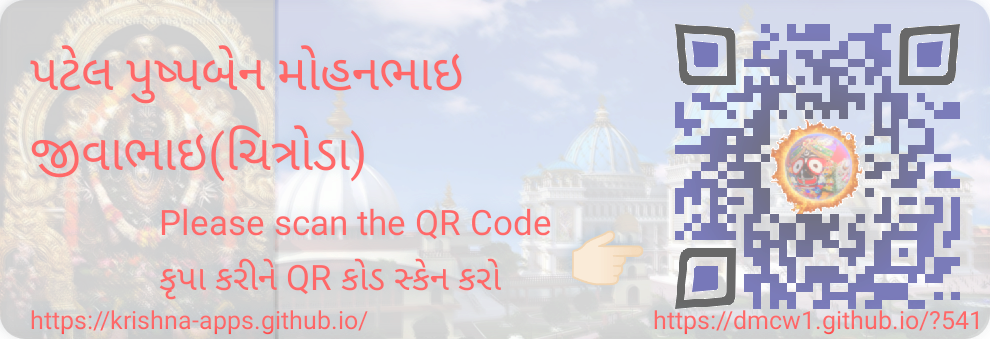 પટેલ પુષ્પબેન મોહનભાઇ
જીવાભાઇ(ચિત્રોડા)
Please scan the QR Code
કૃપા કરીને QR કોડ સ્કેન કરો
https://krishna-apps.github.io/
https://dmcw1.github.io/?541